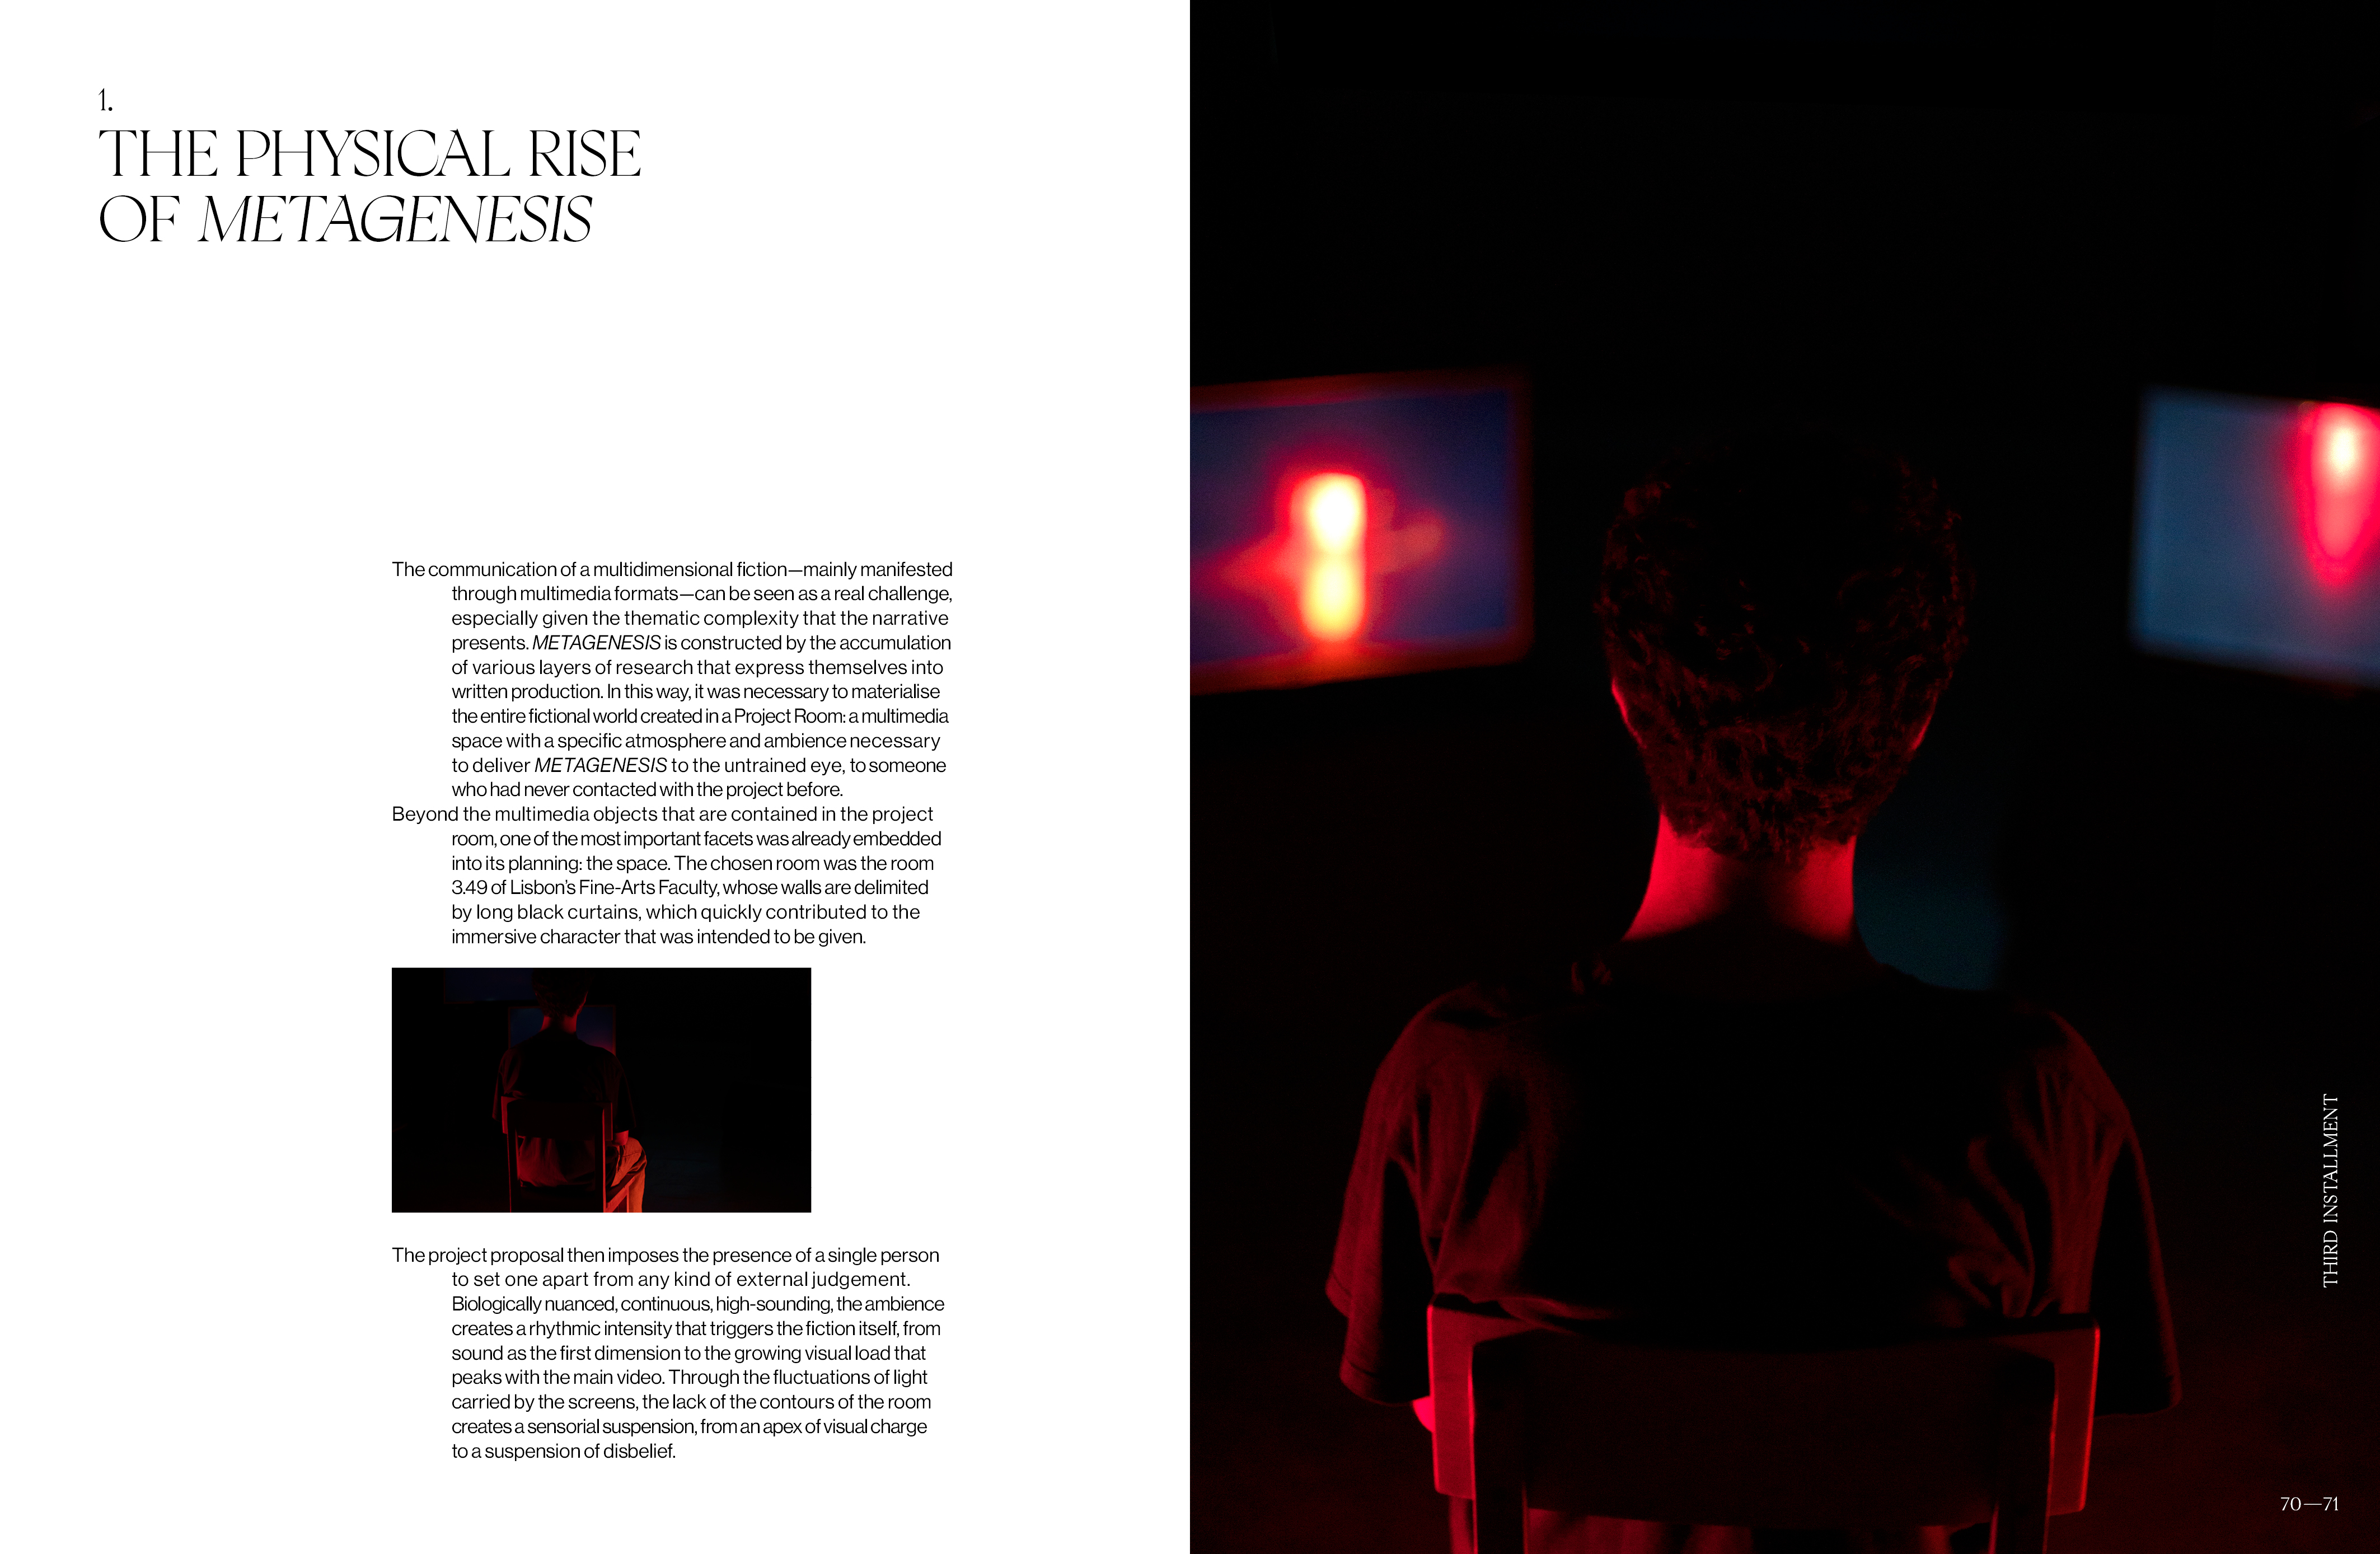 1.
THE PHYSICAL RISE
OF METAGENESIS
The communication of a multidimensional fiction—mainly manifested
through multimedia formats—can be seen as a real challenge,
especially given the thematic complexity that the narrative
presents. METAGENESIS is constructed by the accumulation
of various layers of research that express themselves into
written production. In this way, it was necessary to materialise
the entire fictional world created in a Project Room: a multimedia
space with a specific atmosphere and ambience necessary
to deliver METAGENESIS to the untrained eye, to someone
who had never contacted with the project before.
Beyond the multimedia objects that are contained in the project
room, one of the most important facets was already embedded
into its planning: the space. The chosen room was the room
3.49 of Lisbon’s Fine-Arts Faculty, whose walls are delimited
by long black curtains, which quickly contributed to the
immersive character that was intended to be given.
The project proposal then imposes the presence of a single person
to set one apart from any kind of external judgement.
Biologically nuanced, continuous, high-sounding, the ambience
creates a rhythmic intensity that triggers the fiction itself, from
sound as the first dimension to the growing visual load that
peaks with the main video. Through the fluctuations of light
carried by the screens, the lack of the contours of the room
creates a sensorial suspension, from an apex of visual charge
to a suspension of disbelief.
THIRD INSTALLMENT
70—71